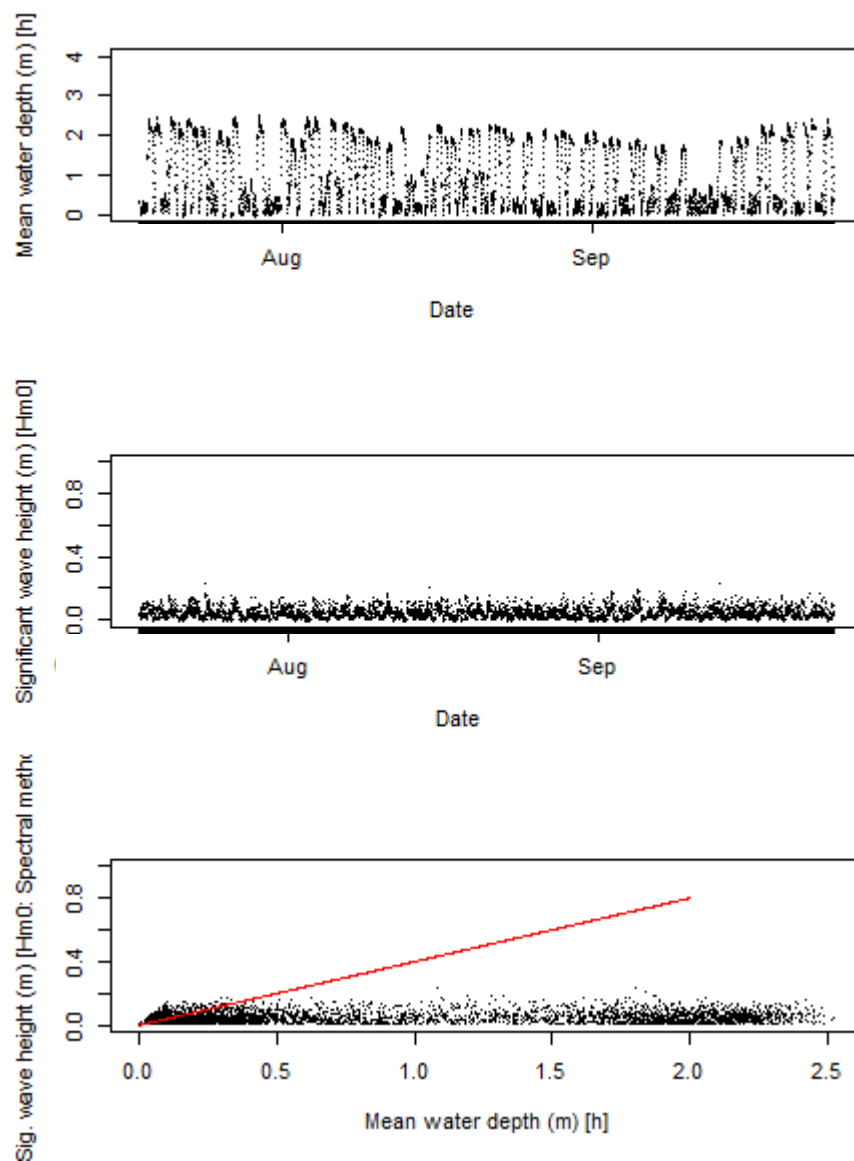 Mean water depth (m) [h]
4
3
2
1
0
Aug Sep
Date
Significant wave height (m) [Hm0]
0.8
0.4
0.0
Aug Sep
Date
Sig. wave height (m) [Hm0: Spectral
0.8
0.4
0.0
0.0 0.5 1.0 1.5 2.0 2.5
Mean water depth (m) [h]